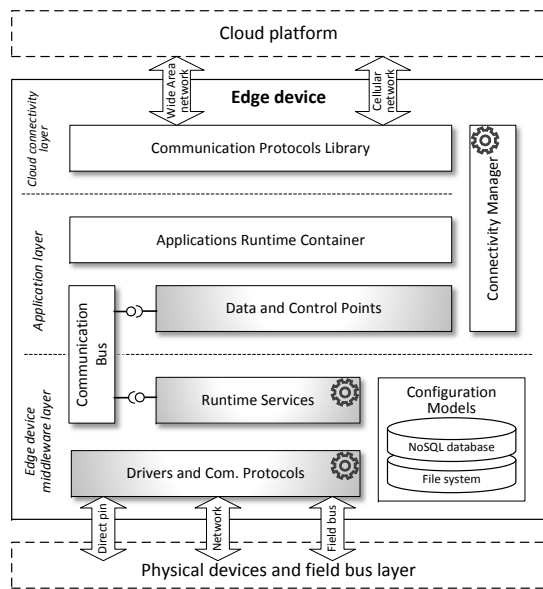 Cloud platform
Wide Area
network
Cellular
network
Edge device
Cloud connectivity
layer
Communication Protocols Library
Connectivity Manager
Application layer
Applications Runtime Container
Data and Control Points
Communication
Bus
Edge device
middleware layer
Runtime Services
Configuration
Models
NoSQL database
File system
Drivers and Com. Protocols
Direct pin
Network
Field bus
Physical devices and field bus layer